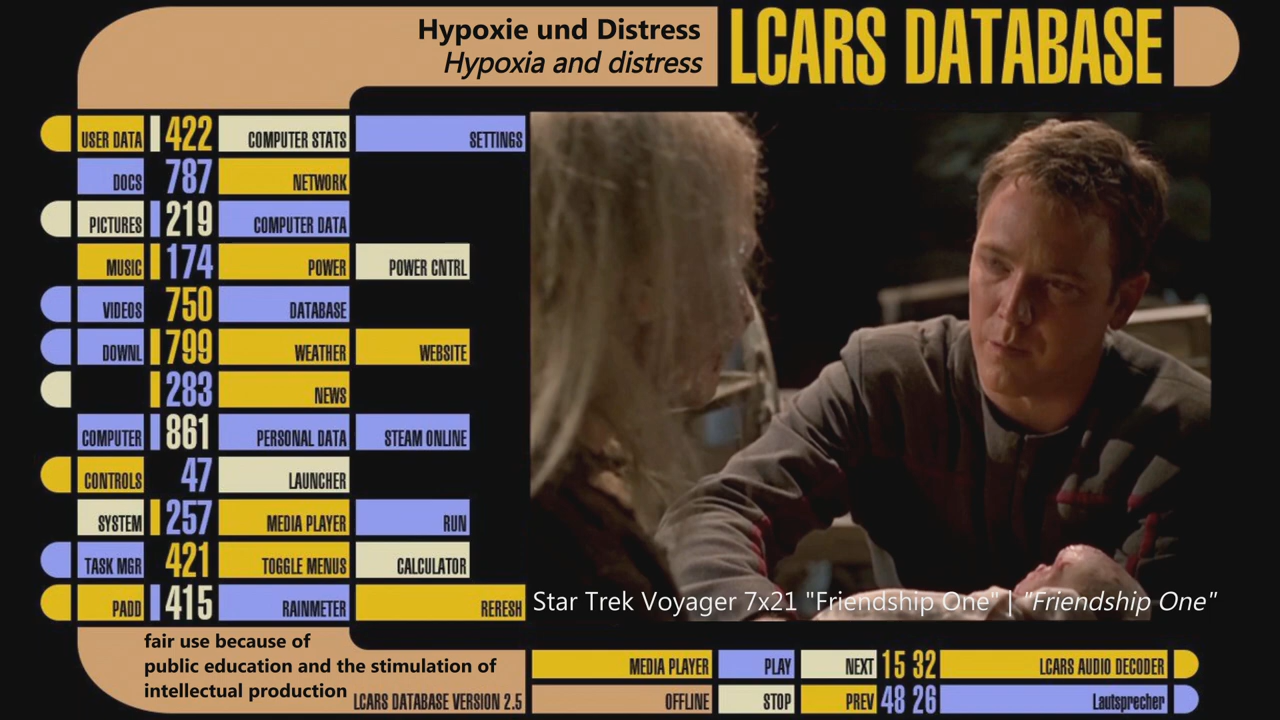 Hypoxie und Distress
Hypoxia and distress
LCARS DATABASE
USER DATA 422 COMPUTER STATS SETTINGS
DOCS 787 NETWORK
PICTURES 219 COMPUTER DATA
MUSIC 174 POWER POWER CNTRL
VIDEOS 750 DATABASE
DOWNL 799 WEATHER WEBSITE
283 NEWS
COMPUTER 861 PERSONAL DATA STEAM ONLINE
CONTROLS 47 LAUNCHER
SYSTEM 257 MEDIA PLAYER RUN
TASK MGR 421 TOGGLE MENUS CALCULATOR
PADD 415 RAINMETER RERESH
Star Trek Voyager 7x21 "Friendship One" | "Friendship One"
fair use because of
public education and the stimulation of
intellectual production
LCARS DATABASE VERSION 2.5
MEDIA PLAYER PLAY NEXT 15 32 LCARS AUDIO DECODER
OFFLINE STOP PREV 48 26 Lautsprecher